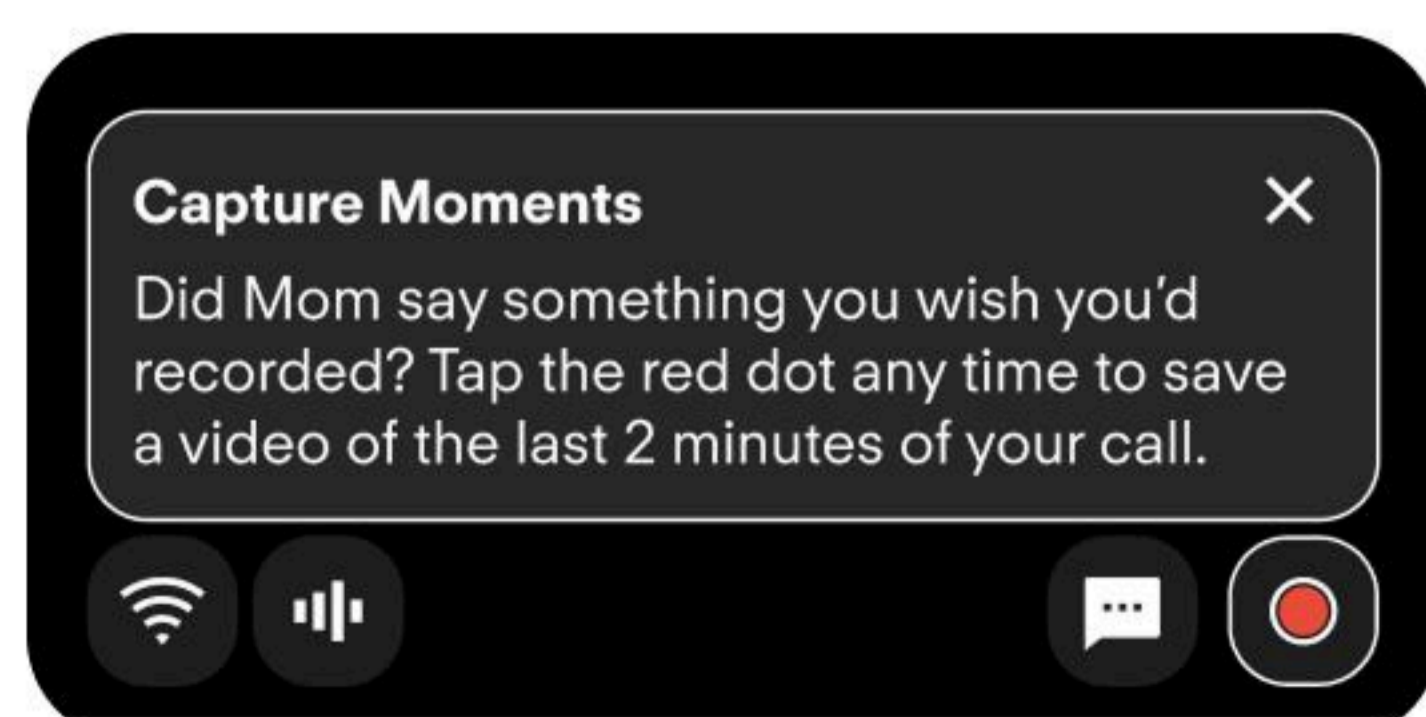 Capture Moments
Did Mom say something you wish you’d
recorded? Tap the red dot any time to save
a video of the last 2 minutes of your call.